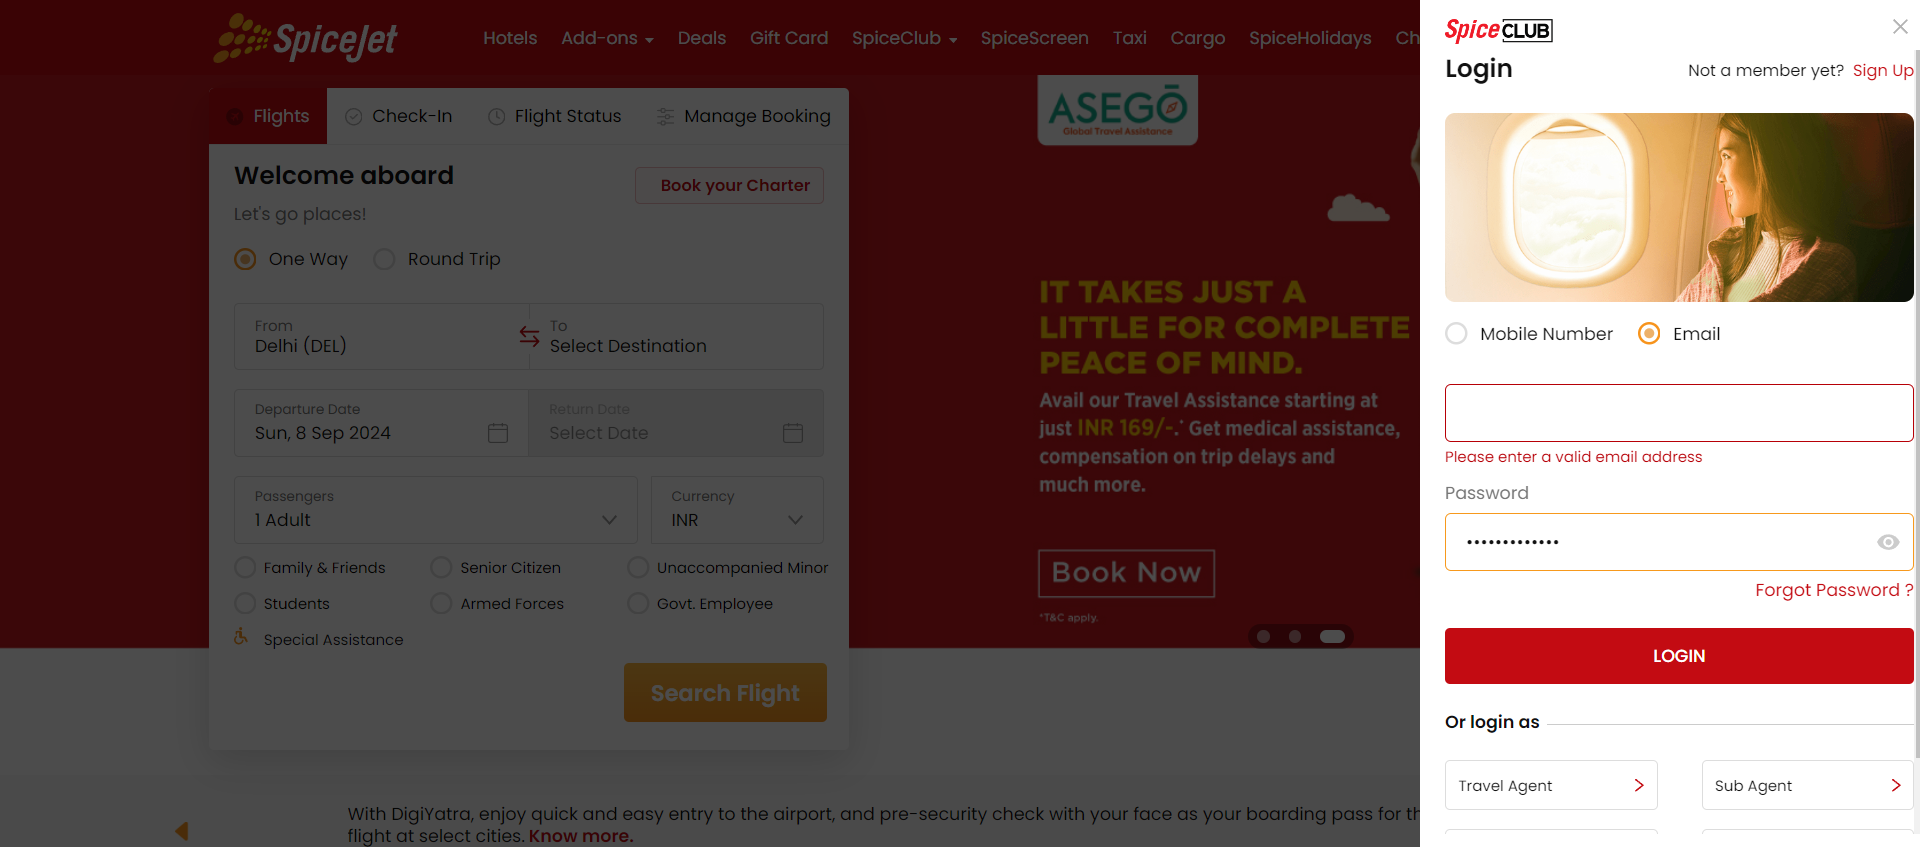 SpiceJet
Hotels Add-ons Deals Gift Card SpiceClub SpiceScreen Taxi Cargo SpiceHolidays Ch
Flights Check-In Flight Status Manage Booking
Welcome aboard
Book your Charter
Let's go places!
One Way Round Trip
From
Delhi (DEL)
To
Select Destination
Departure Date
Sun, 8 Sep 2024
Return Date
Select Date
Passengers
1 Adult
Currency
INR
Family & Friends Senior Citizen Unaccompanied Minor
Students Armed Forces Govt. Employee
Special Assistance
Search Flight
ASEGO
Global Travel Assistance
IT TAKES JUST A
LITTLE FOR COMPLETE
PEACE OF MIND.
Avail our Travel Assistance starting at
just INR 169/-.* Get medical assistance,
compensation on trip delays and
much more.
Book Now
*T&C apply.
With DigiYatra, enjoy quick and easy entry to the airport, and pre-security check with your face as your boarding pass for th
flight at select cities. Know more.
SpiceCLUB
Login
Not a member yet? Sign Up
Mobile Number Email
Please enter a valid email address
Password
•••••••••••••
Forgot Password ?
LOGIN
Or login as
Travel Agent
Sub Agent